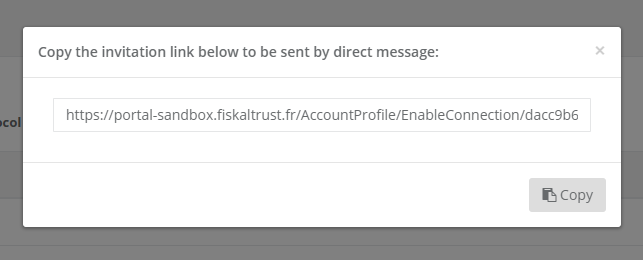 Copy the invitation link below to be sent by direct message:
×
ocol
https://portal-sandbox.fiskaltrust.fr/AccountProfile/EnableConnection/dacc9b6
Copy